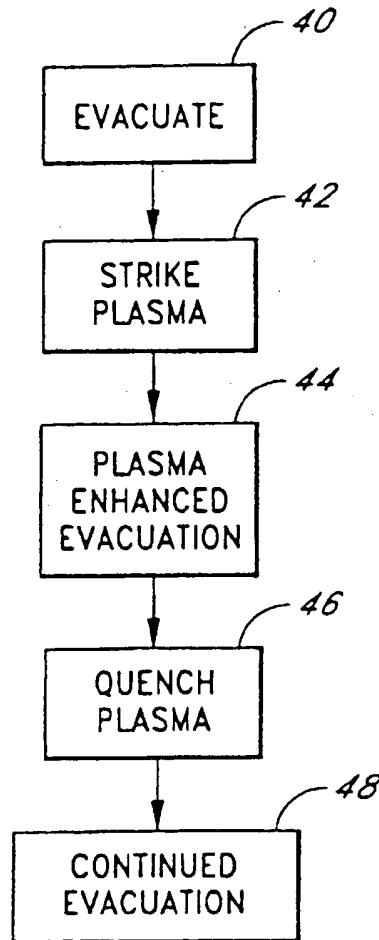 40
EVACUATE
42
STRIKE
PLASMA
44
PLASMA
ENHANCED
EVACUATION
46
QUENCH
PLASMA
48
CONTINUED
EVACUATION